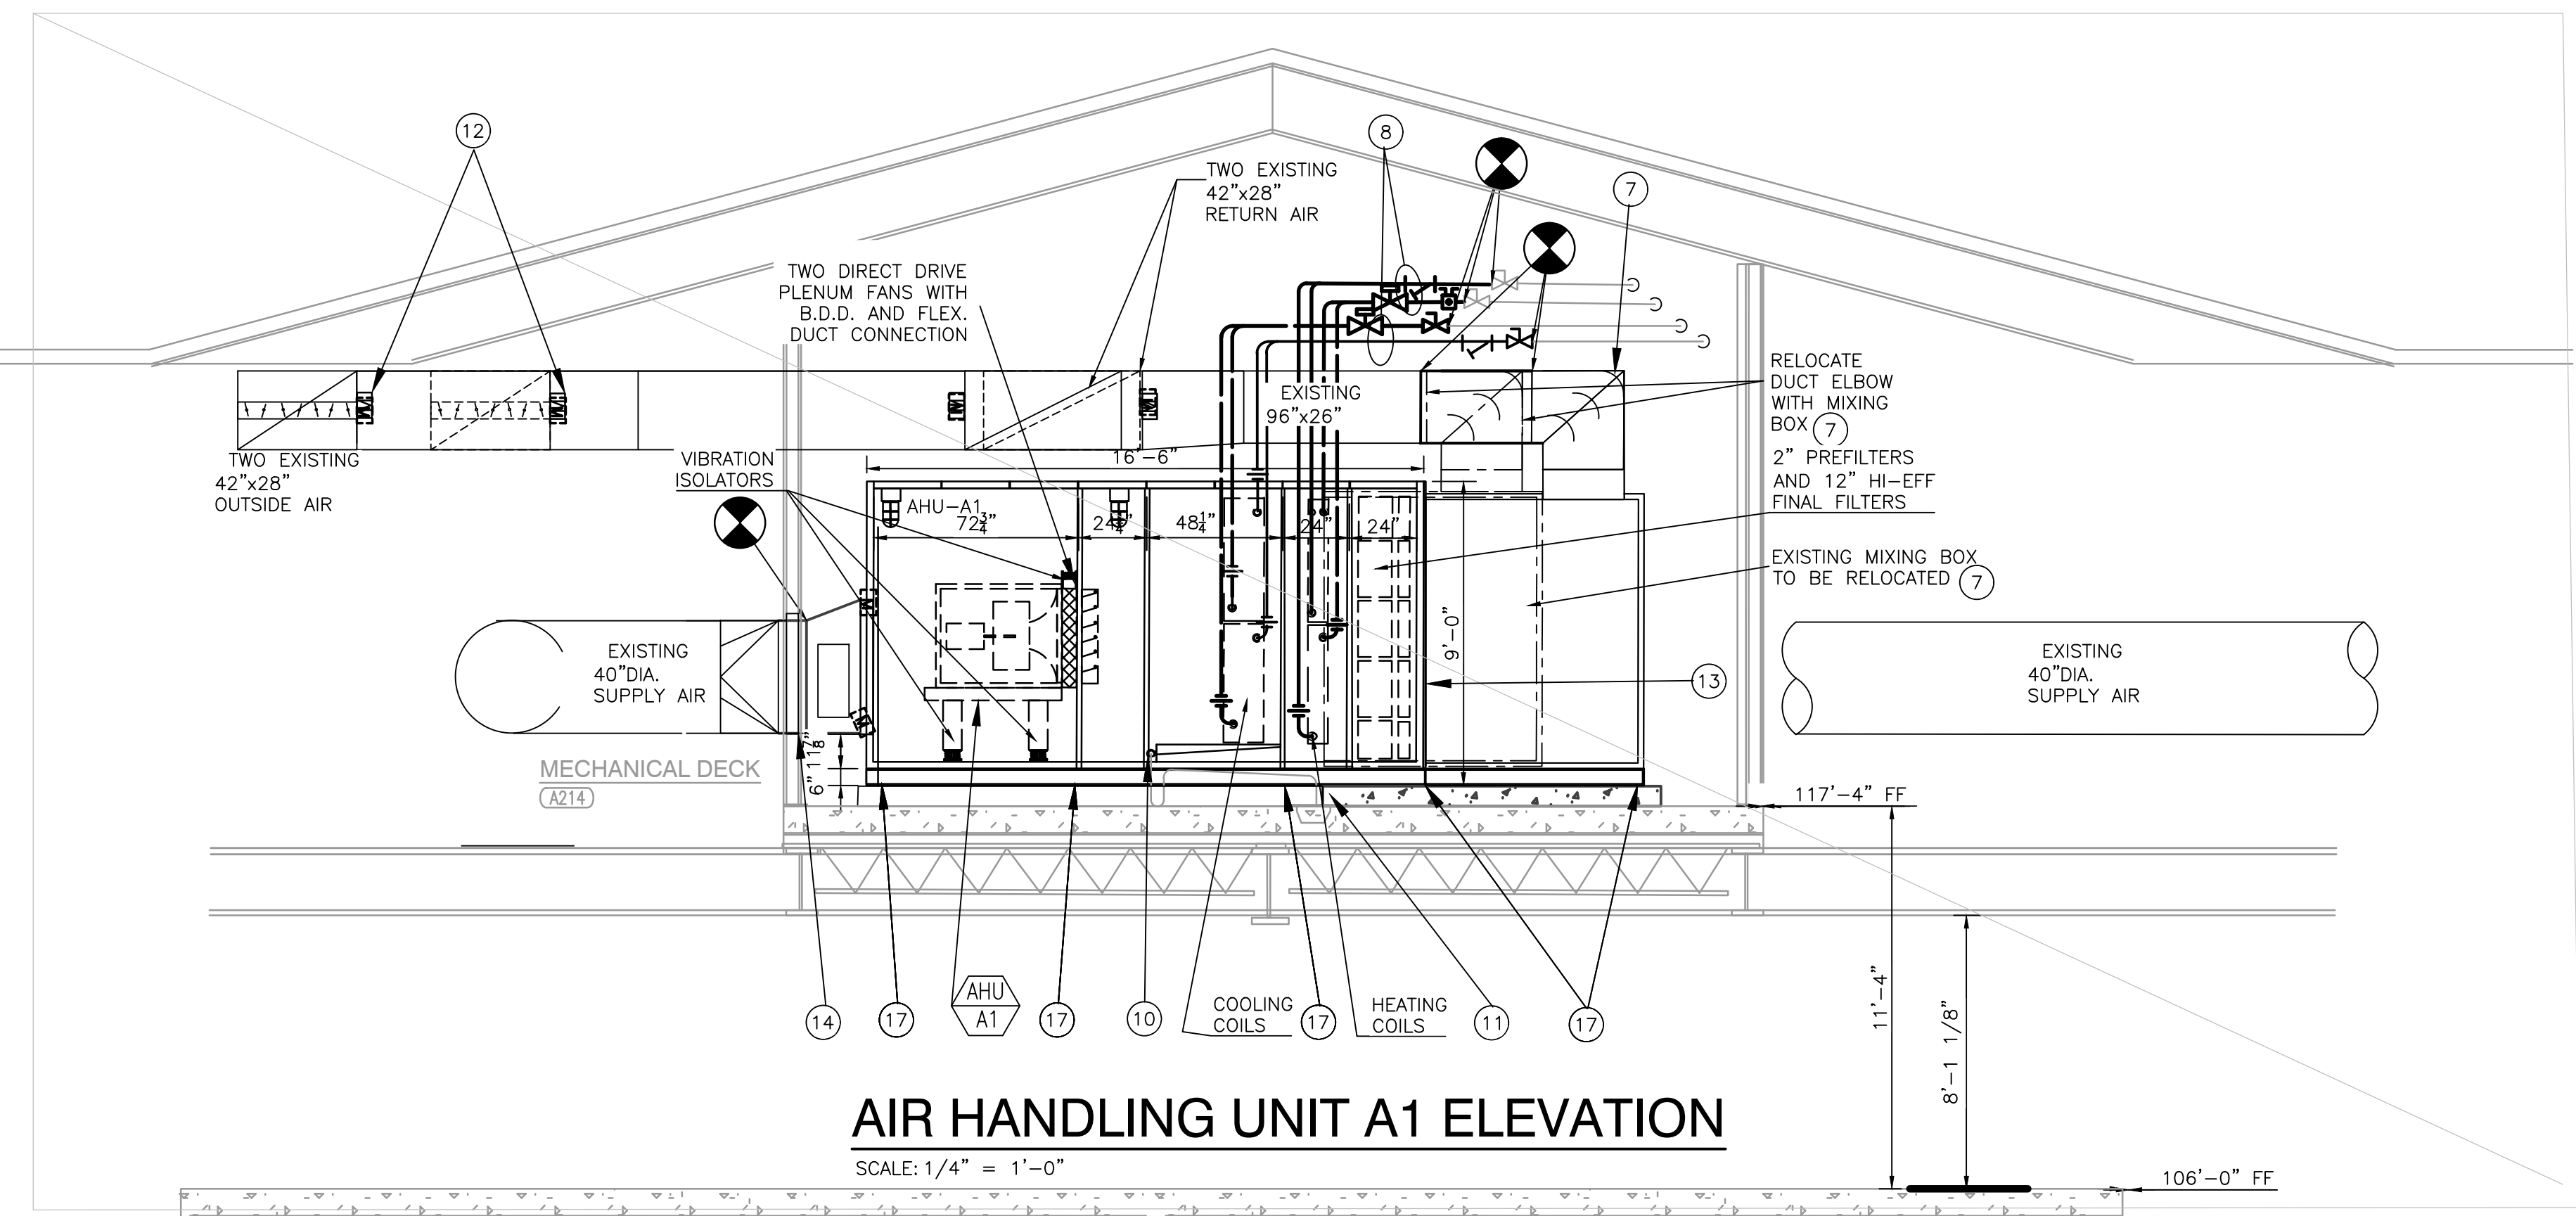 12
8
7
TWO EXISTING
42"x28"
RETURN AIR
TWO DIRECT DRIVE
PLENUM FANS WITH
B.D.D. AND FLEX.
DUCT CONNECTION
RELOCATE
DUCT ELBOW
WITH MIXING
BOX 7
EXISTING
96"x26"
TWO EXISTING
42"x28"
OUTSIDE AIR
VIBRATION
ISOLATORS
16'-6"
2" PREFILTERS
AND 12" HI-EFF
FINAL FILTERS
AHU-A1
72 3/4"
24 1/4"
48 1/4"
24"
24"
EXISTING MIXING BOX
TO BE RELOCATED 7
M
M
M
M
M
M
9'-0"
EXISTING
40"DIA.
SUPPLY AIR
13
EXISTING
40"DIA.
SUPPLY AIR
6"
MECHANICAL DECK
A214
117'-4" FF
14
17
AHU
A1
17
10
COOLING
COILS
17
HEATING
COILS
11
17
11'-4"
8'-1 1/8"
AIR HANDLING UNIT A1 ELEVATION
SCALE: 1/4" = 1'-0"
106'-0" FF